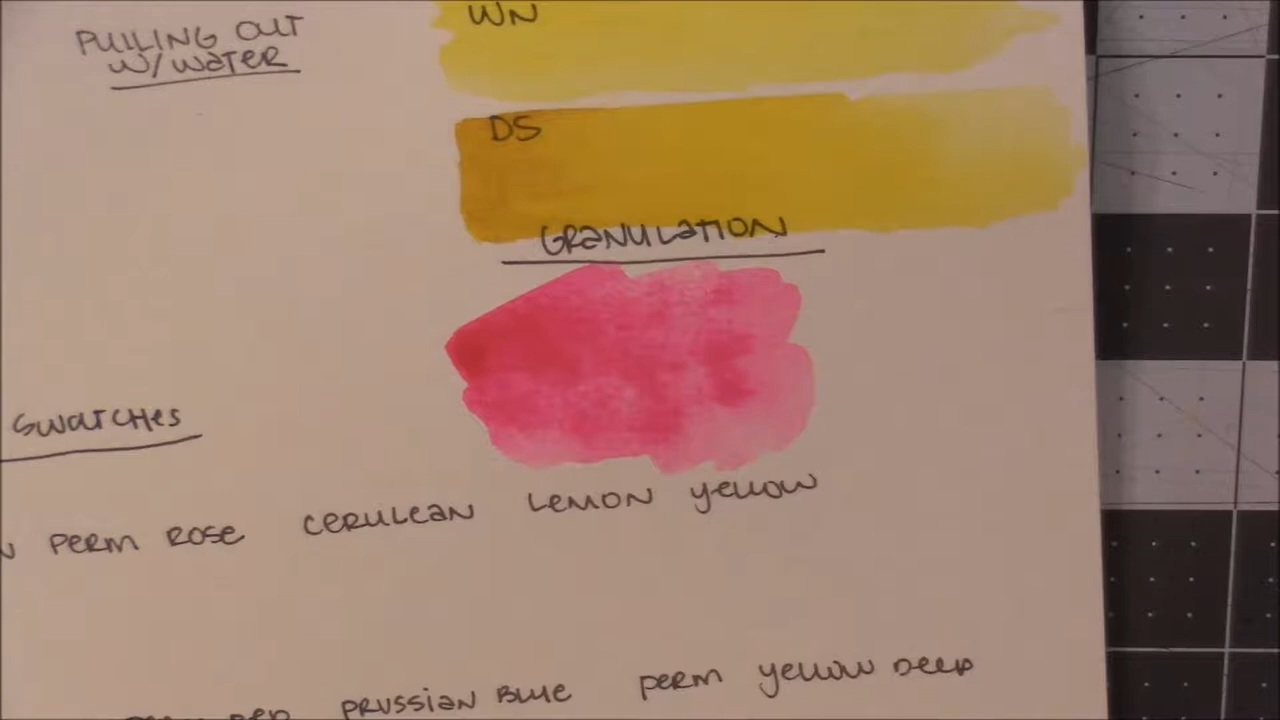 WN
PULLING OUT
W/WATER
DS
GRANULATION
SWATCHES
PERM ROSE CERULEAN LEMON YELLOW
PRUSSIAN BLUE PERM YELLOW DEEP